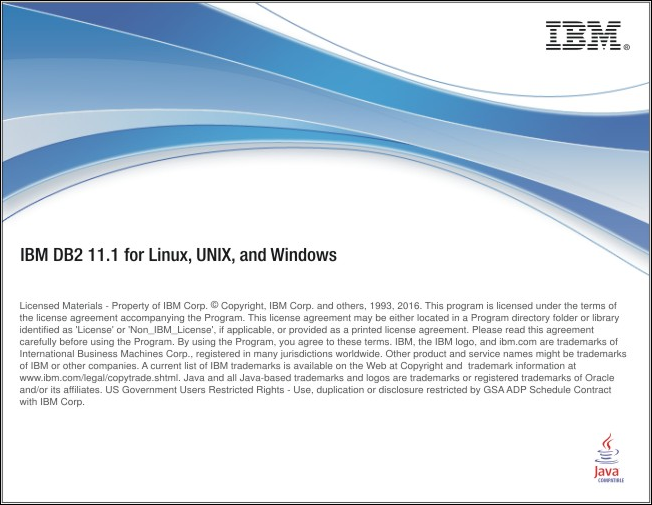 IBM®
IBM DB2 11.1 for Linux, UNIX, and Windows
Licensed Materials - Property of IBM Corp. © Copyright, IBM Corp. and others, 1993, 2016. This program is licensed under the terms of
the license agreement accompanying the Program. This license agreement may be either located in a Program directory folder or library
identified as 'License' or 'Non_IBM_License', if applicable, or provided as a printed license agreement. Please read this agreement
carefully before using the Program. By using the Program, you agree to these terms. IBM, the IBM logo, and ibm.com are trademarks of
International Business Machines Corp., registered in many jurisdictions worldwide. Other product and service names might be trademarks
of IBM or other companies. A current list of IBM trademarks is available on the Web at Copyright and  trademark information at
www.ibm.com/legal/copytrade.shtml. Java and all Java-based trademarks and logos are trademarks or registered trademarks of Oracle
and/or its affiliates. US Government Users Restricted Rights - Use, duplication or disclosure restricted by GSA ADP Schedule Contract
with IBM Corp.
Java
COMPATIBLE